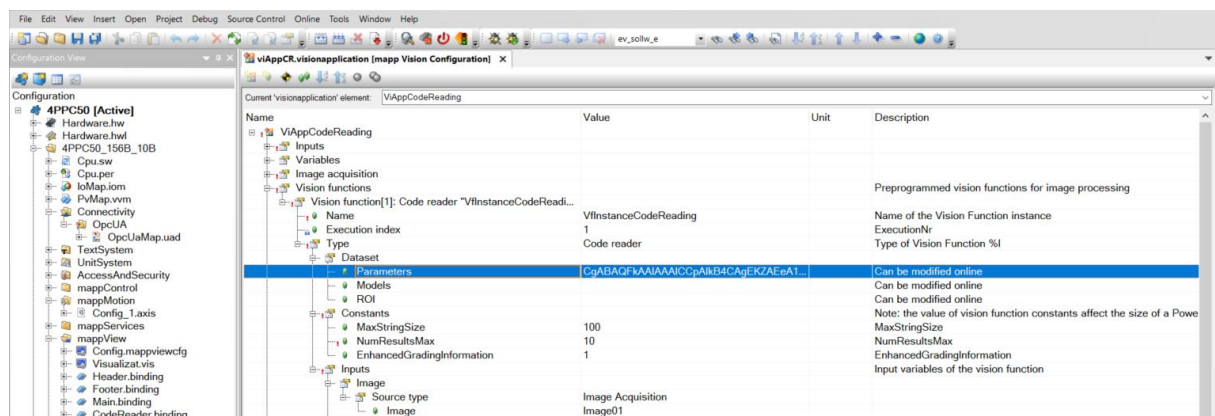 File Edit View Insert Open Project Debug Source Control Online Tools Window Help
ev_sollw_e
Configuration View
viAppCR.visionapplication [mapp Vision Configuration] X
Current 'visionapplication' element: ViAppCodeReading
Configuration
4PPC50 [Active]
Hardware.hw
Hardware.hwl
4PPC50_156B_10B
Cpu.sw
Cpu.per
IoMap.iom
PvMap.vvm
Connectivity
OpcUA
OpcUaMap.uad
TextSystem
UnitSystem
AccessAndSecurity
mappControl
mappMotion
Config_1.axis
mappServices
mappView
Config.mappviewcfg
Visualizat.vis
Header.binding
Footer.binding
Main.binding
CodeReader.binding
Name Value Unit Description
ViAppCodeReading
Inputs
Variables
Image acquisition
Vision functions Preprogrammed vision functions for image processing
Vision function[1]: Code reader "VfInstanceCodeReadi...
Name VfInstanceCodeReading Name of the Vision Function instance
Execution index 1 ExecutionNr
Type Code reader Type of Vision Function %I
Dataset
Parameters CgABAQFkAAIAAAICCpAIkB4CAgEKZAEeA1... Can be modified online
Models Can be modified online
ROI Can be modified online
Constants Note: the value of vision function constants affect the size of a Powe
MaxStringSize 100 MaxStringSize
NumResultsMax 10 NumResultsMax
EnhancedGradingInformation 1 EnhancedGradingInformation
Inputs Input variables of the vision function
Image
Source type Image Acquisition
Image Image01